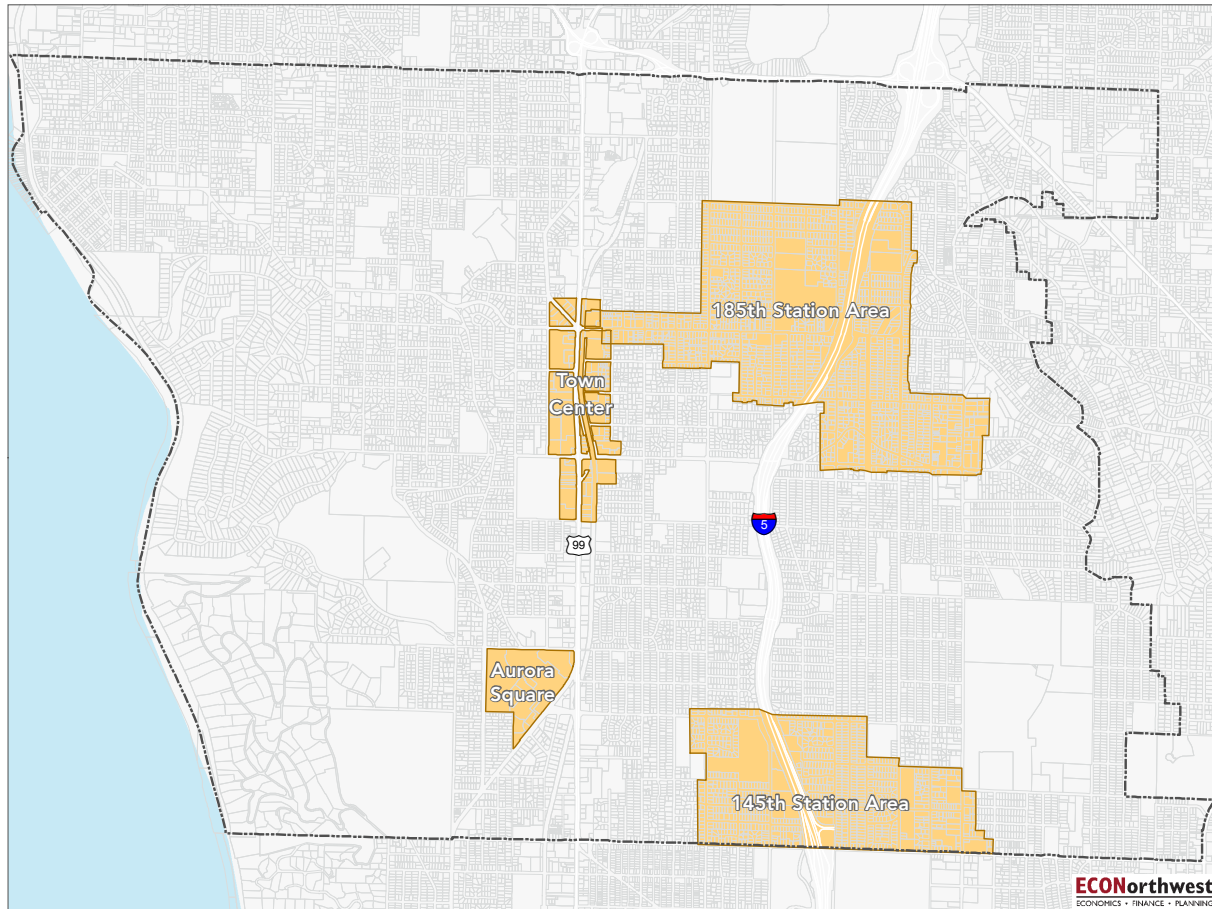 185th Station Area
Town
Center
5
99
Aurora
Square
145th Station Area
ECONorthwest
ECONOMICS • FINANCE • PLANNING